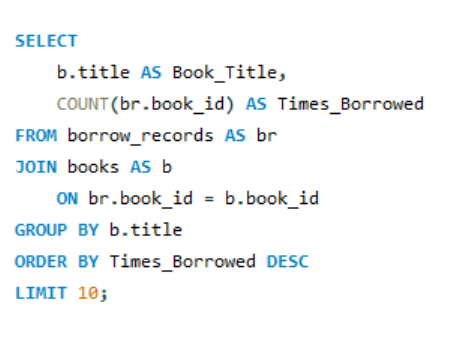 SELECT
    b.title AS Book_Title,
    COUNT(br.book_id) AS Times_Borrowed
FROM borrow_records AS br
JOIN books AS b
    ON br.book_id = b.book_id
GROUP BY b.title
ORDER BY Times_Borrowed DESC
LIMIT 10;